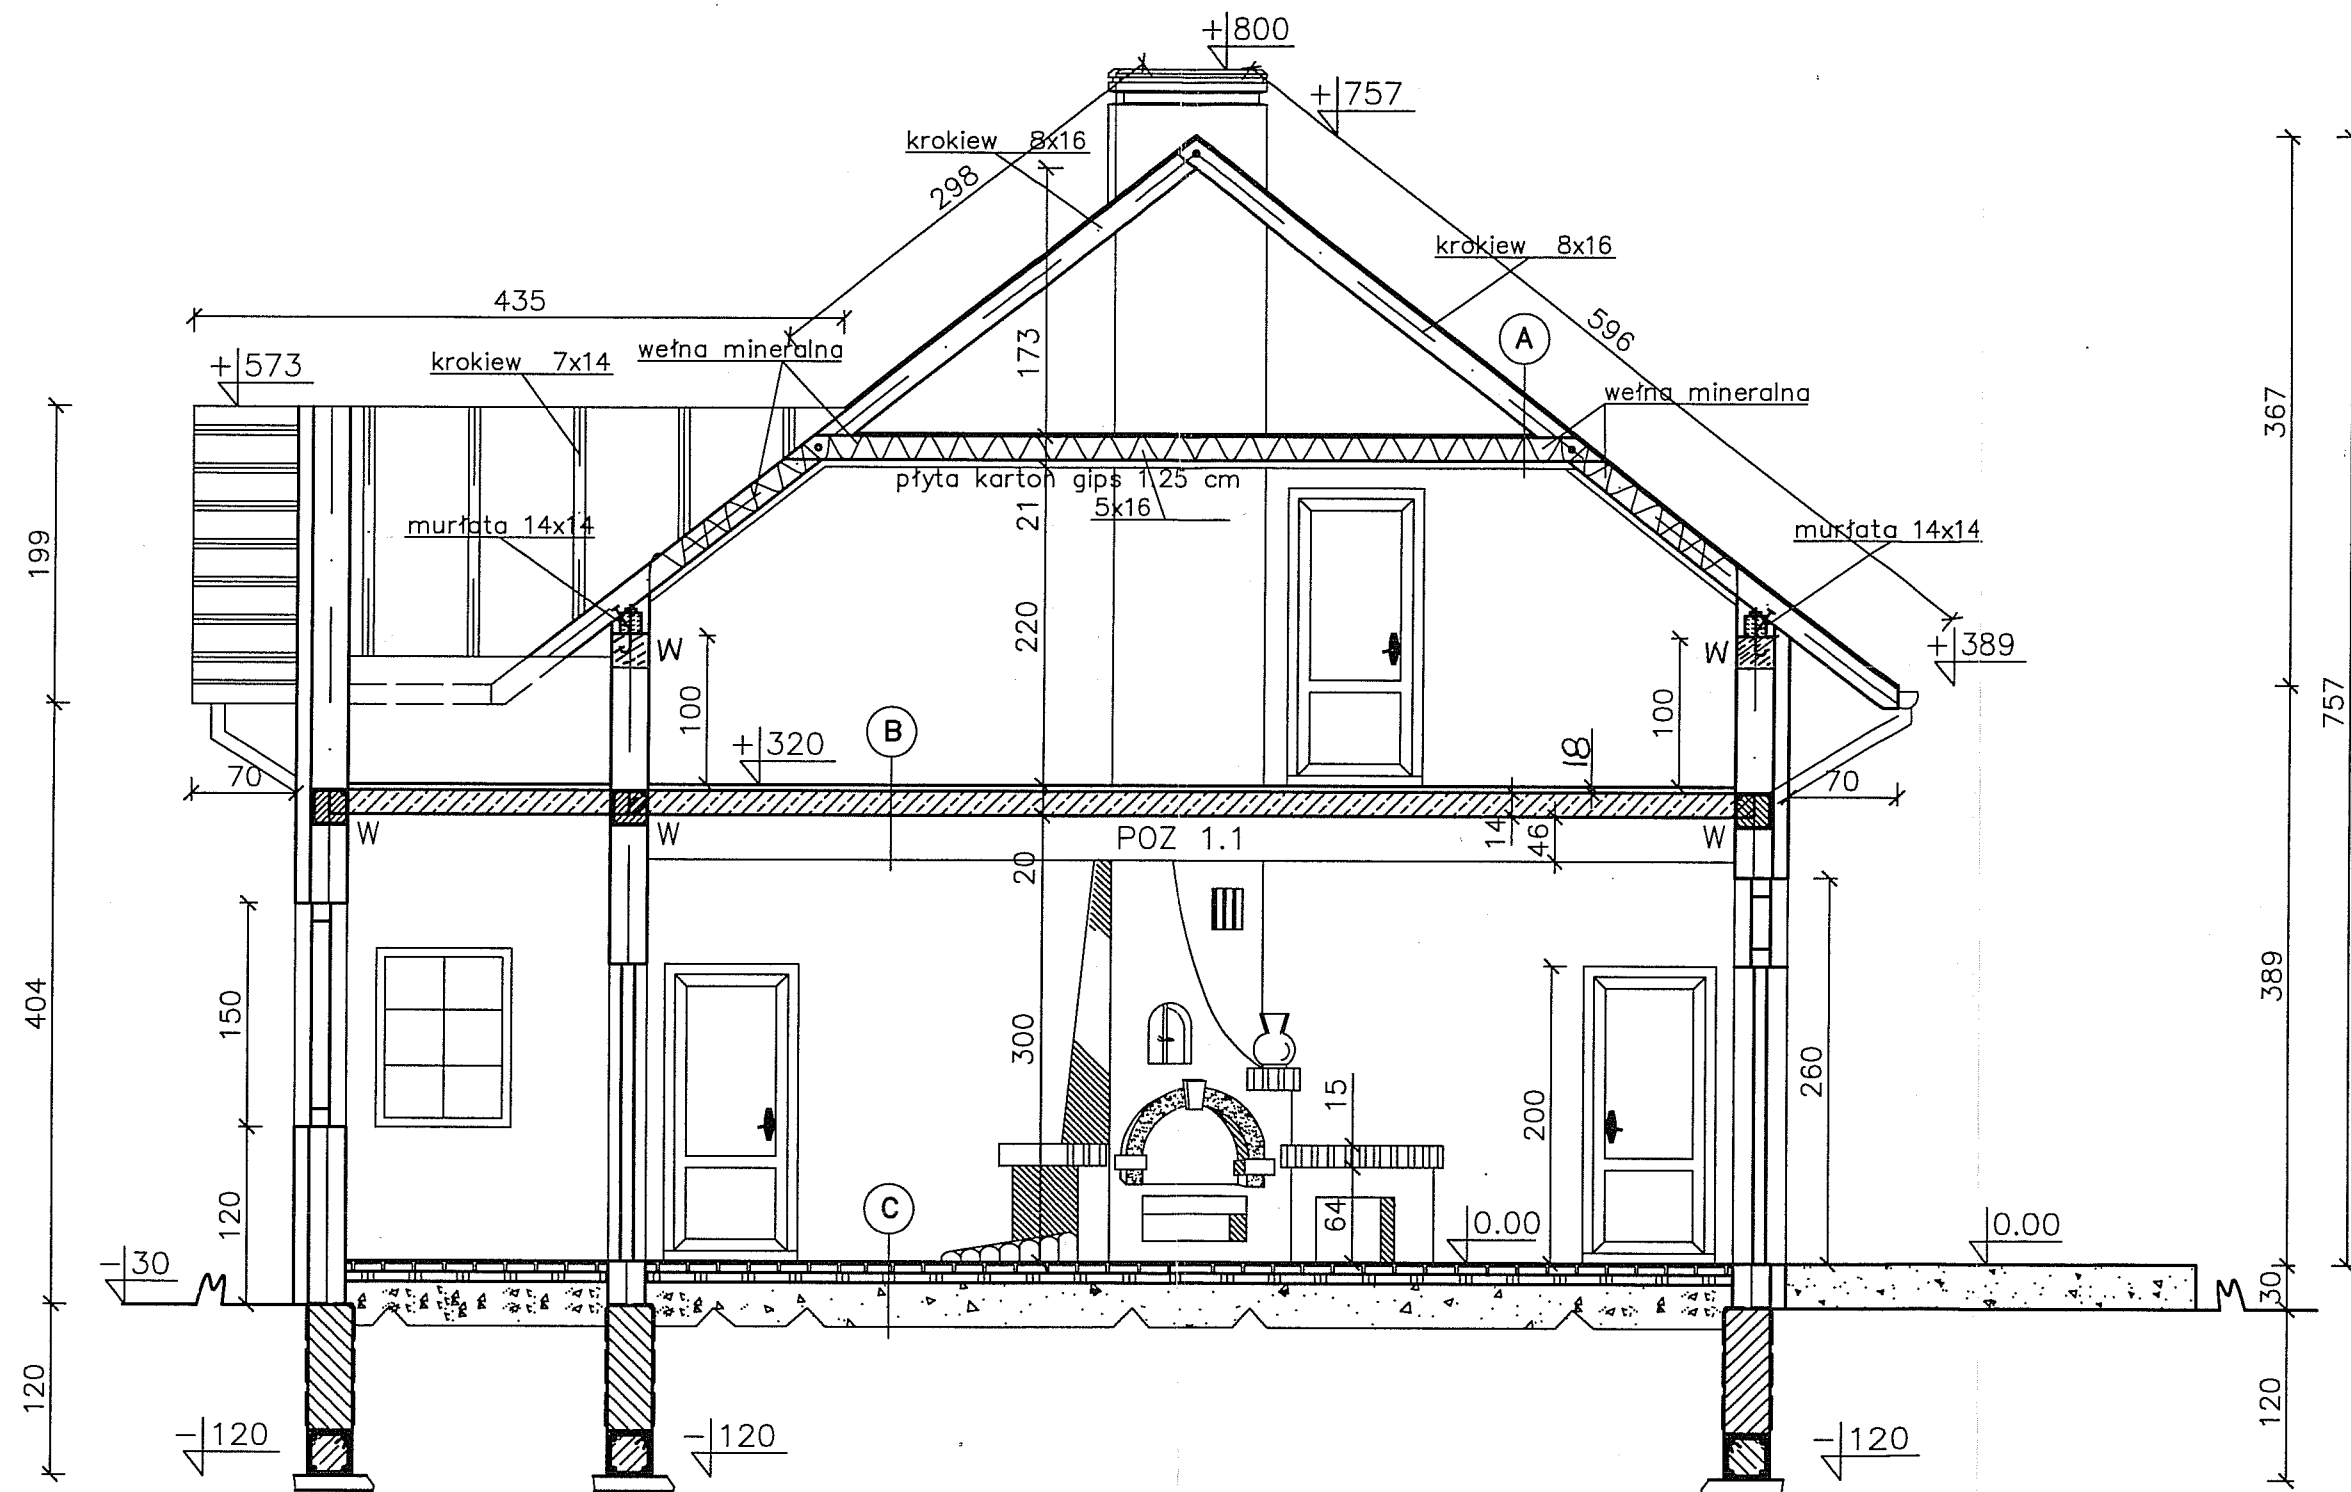 +800
+757
krokiew 8x16
298
krokiew 8x16
435
596
A
173
wełna mineralna
+573
krokiew 7x14
wełna mineralna
367
płyta karton gips 1.25 cm
5x16
21
murłata 14x14
murłata 14x14
199
220
W
W
+389
100
100
757
B
+320
18
70
70
W
W
POZ 1.1
14
46
W
20
404
150
300
389
15
200
260
120
C
64
0.00
0.00
-30
30
120
120
-120
-120
-120